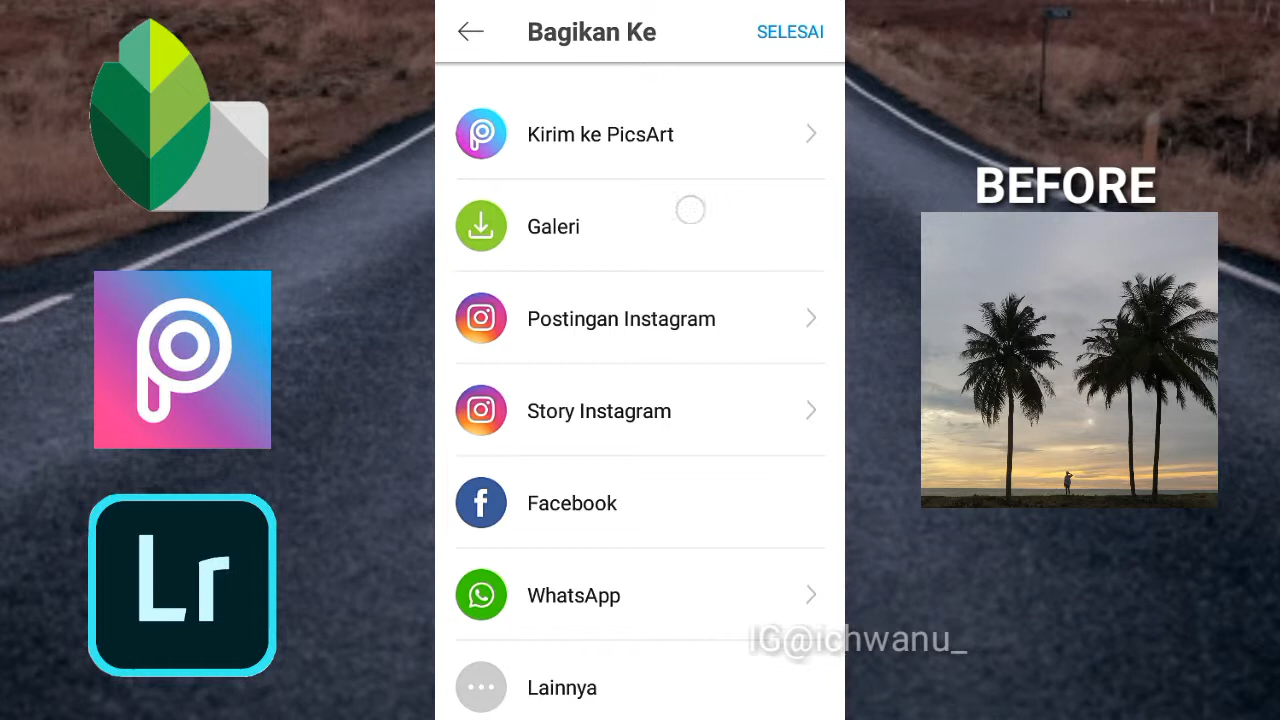 Bagikan Ke
SELESAI
Kirim ke PicsArt
Galeri
Postingan Instagram
Story Instagram
Facebook
WhatsApp
Lainnya
Lr
BEFORE
IG@ichwanu_